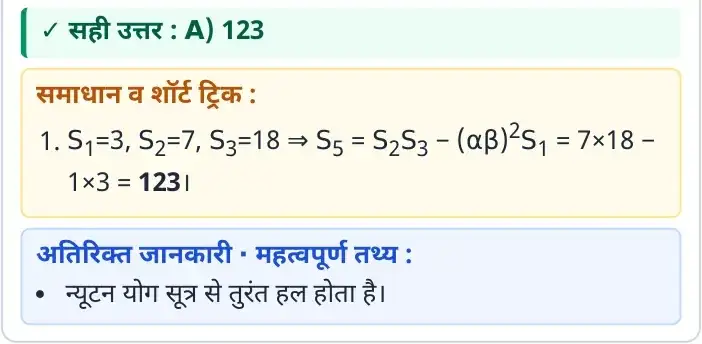 ✓ सही उत्तर : A) 123
समाधान व शॉर्ट ट्रिक :
1. S₁=3, S₂=7, S₃=18 ⇒ S₅ = S₂S₃ − (αβ)²S₁ = 7×18 −
1×3 = 123।
अतिरिक्त जानकारी · महत्वपूर्ण तथ्य :
• न्यूटन योग सूत्र से तुरंत हल होता है।